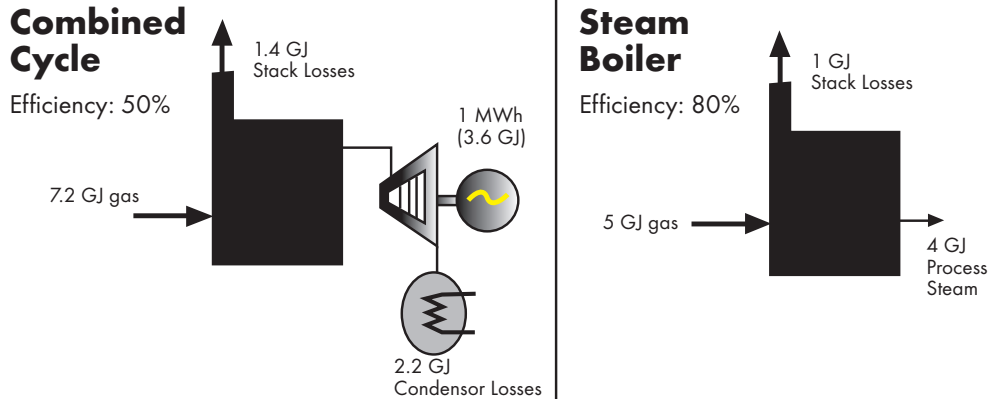 Combined
Cycle
Efficiency: 50%
1.4 GJ
Stack Losses
1 MWh
(3.6 GJ)
7.2 GJ gas
2.2 GJ
Condensor Losses
Steam
Boiler
Efficiency: 80%
1 GJ
Stack Losses
5 GJ gas
4 GJ
Process
Steam